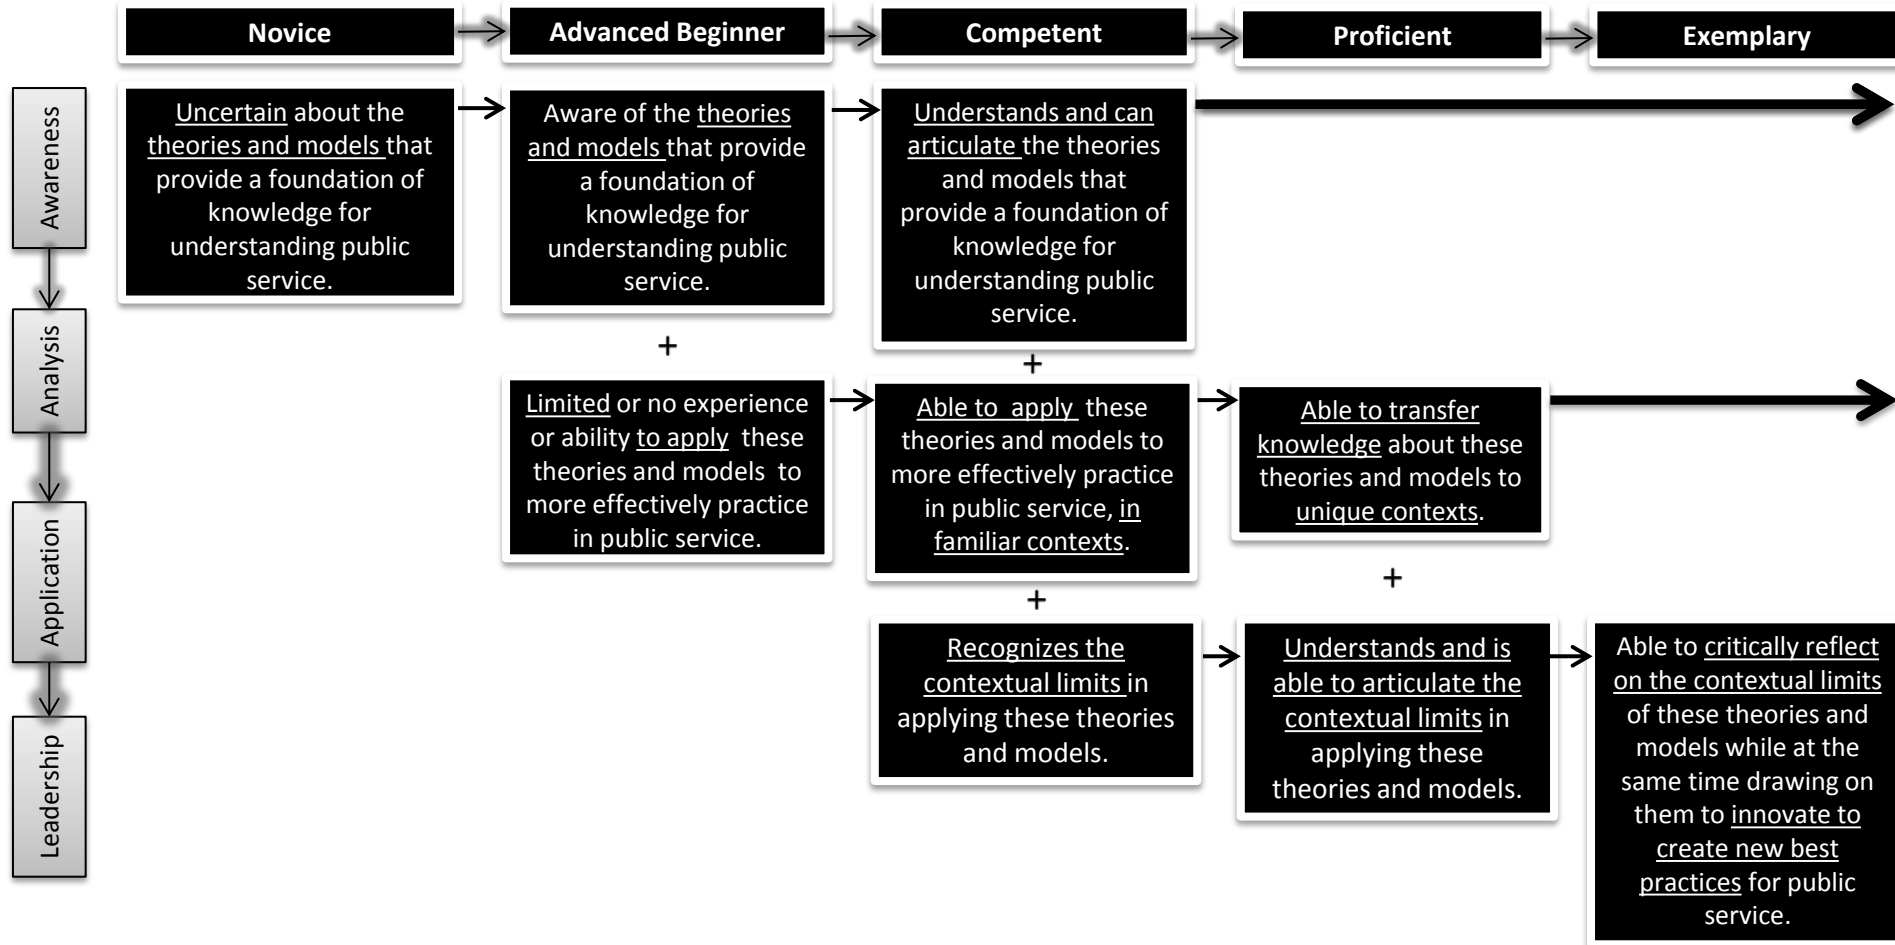 Novice
Advanced Beginner
Competent
Proficient
Exemplary
Awareness
Analysis
Application
Leadership
Uncertain about the
theories and models that
provide a foundation of
knowledge for
understanding public
service.
Aware of the theories
and models that provide
a foundation of
knowledge for
understanding public
service.
Understands and can
articulate the theories
and models that
provide a foundation of
knowledge for
understanding public
service.
+
+
Limited or no experience
or ability to apply these
theories and models to
more effectively practice
in public service.
Able to apply these
theories and models to
more effectively practice
in public service, in
familiar contexts.
Able to transfer
knowledge about these
theories and models to
unique contexts.
+
+
Recognizes the
contextual limits in
applying these theories
and models.
Understands and is
able to articulate the
contextual limits in
applying these
theories and models.
Able to critically reflect
on the contextual limits
of these theories and
models while at the
same time drawing on
them to innovate to
create new best
practices for public
service.